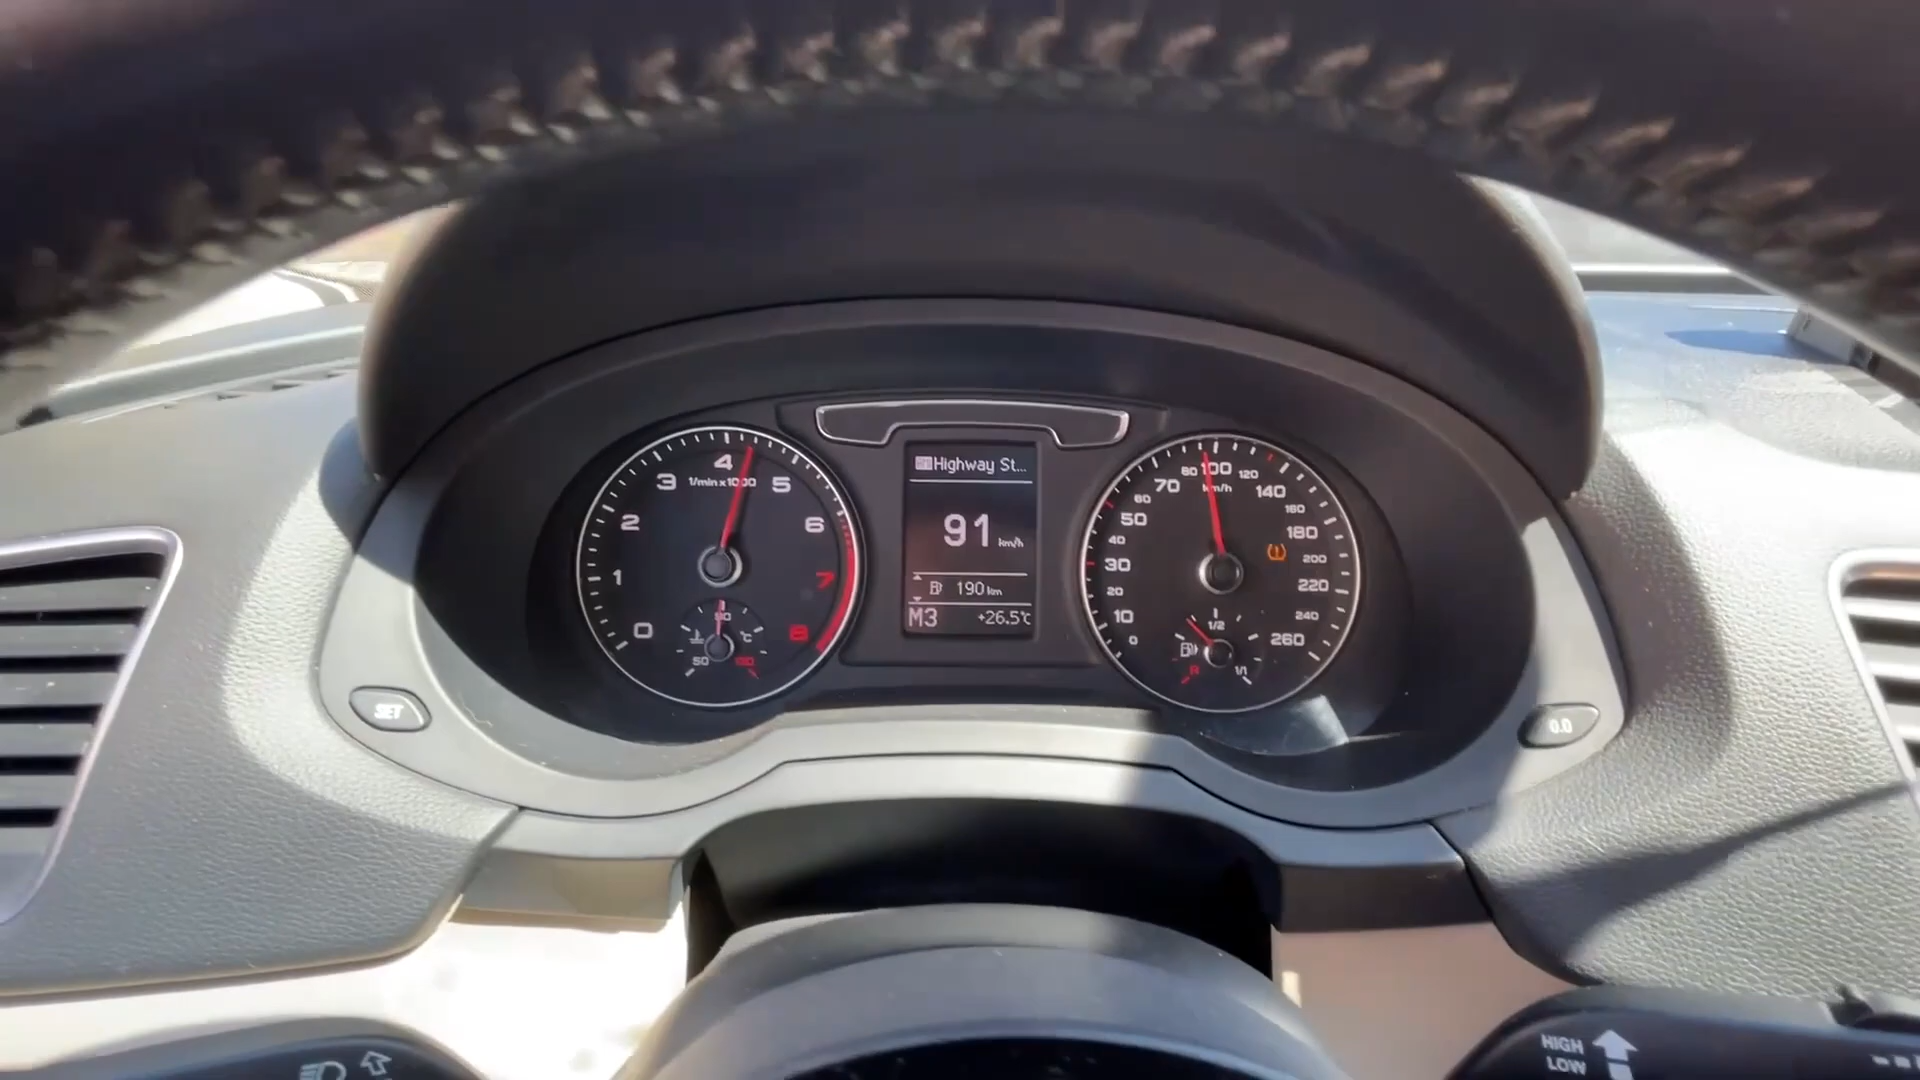 Highway St...
91 km/h
190 km
M3 +26.5°C
0 1 2 3 4 5 6 7 8
1/min x 1000
50 90 130 °C
0 10 20 30 40 50 60 70 80 100 120 140 160 180 200 220 240 260
km/h
R 1/2 1/1
SET
0.0
HIGH
LOW